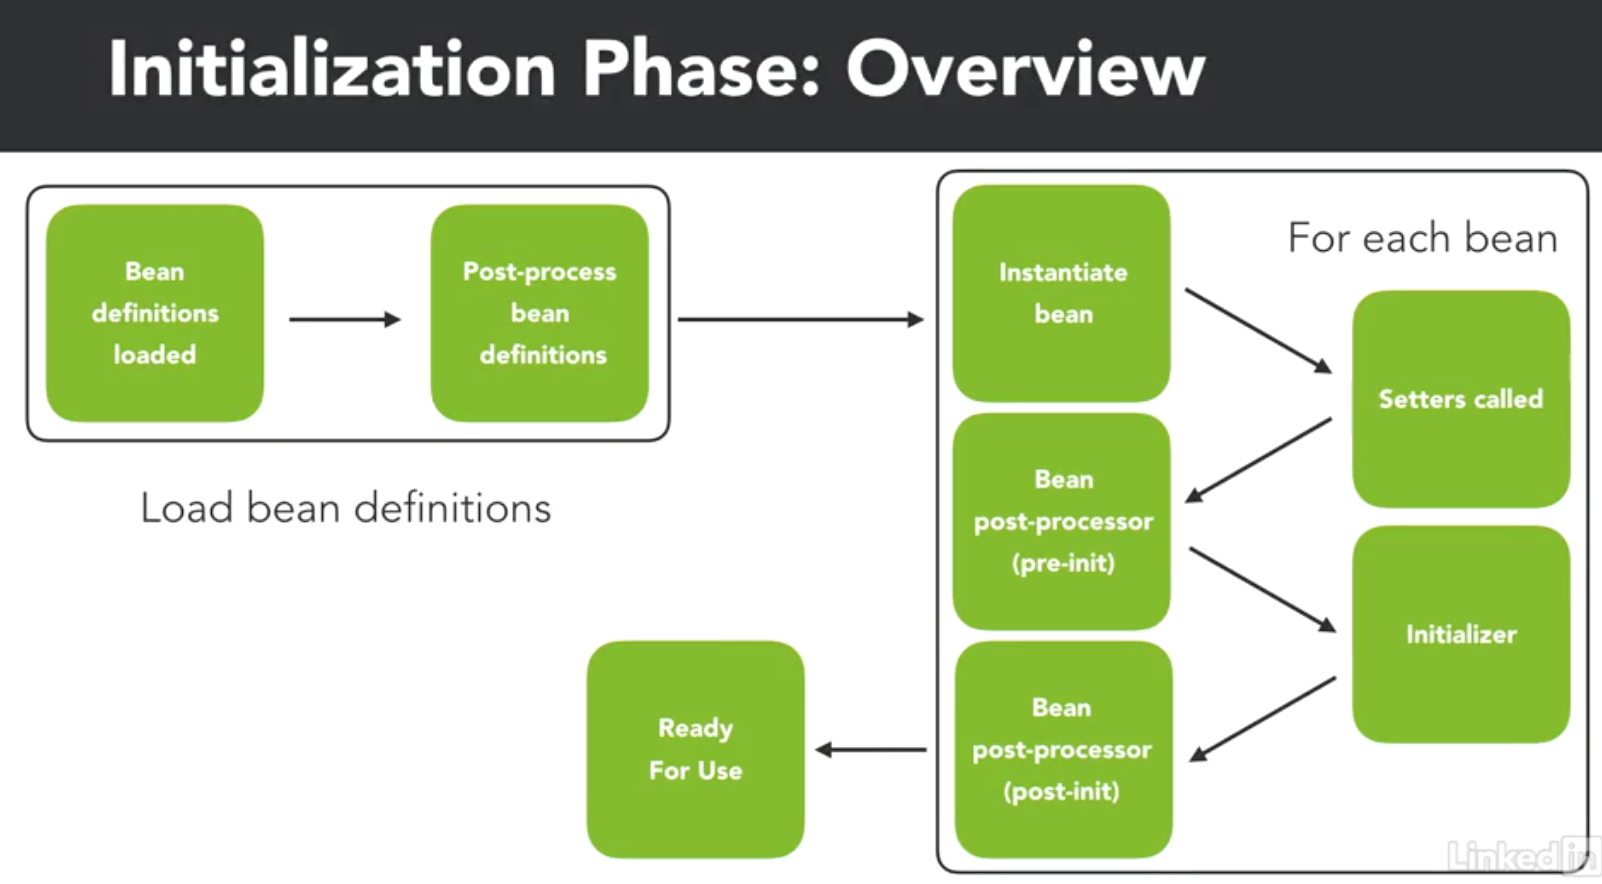 Initialization Phase: Overview
Bean
definitions
loaded
Post-process
bean
definitions
Load bean definitions
For each bean
Instantiate
bean
Setters called
Bean
post-processor
(pre-init)
Initializer
Bean
post-processor
(post-init)
Ready
For Use
Linkedin